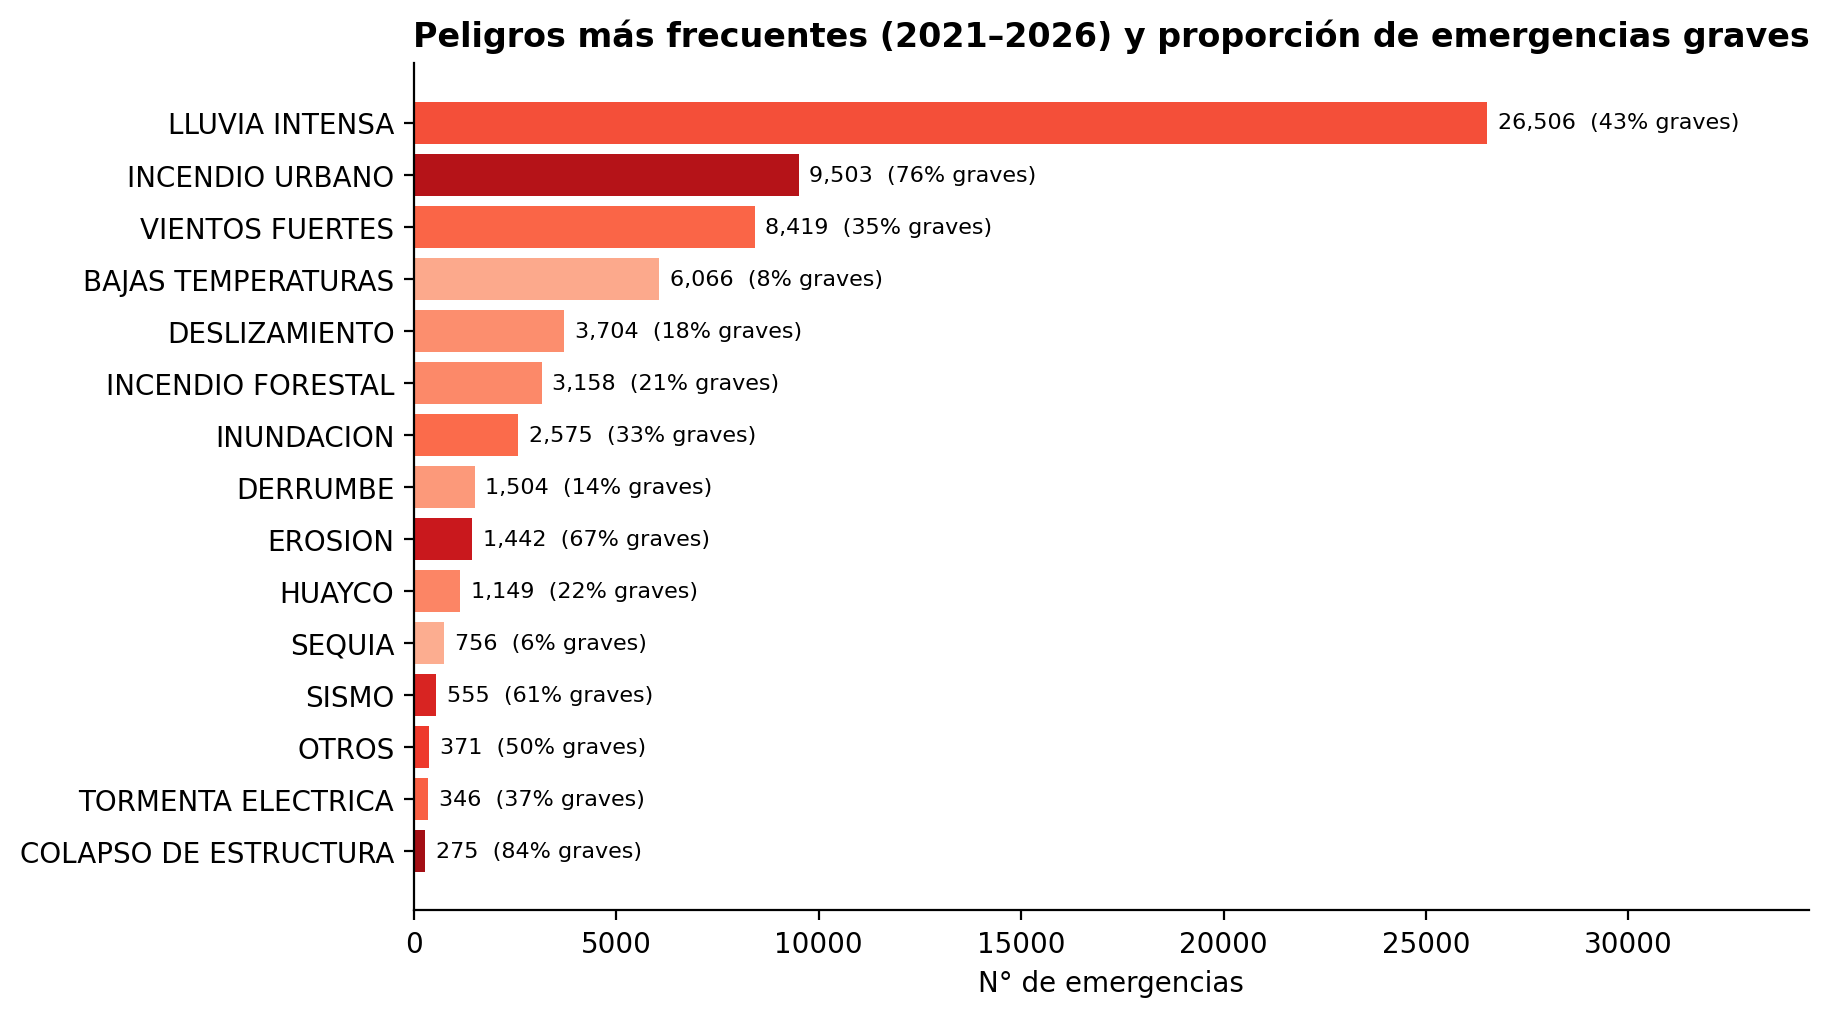 Peligros más frecuentes (2021–2026) y proporción de emergencias graves
LLUVIA INTENSA 26,506 (43% graves)
INCENDIO URBANO 9,503 (76% graves)
VIENTOS FUERTES 8,419 (35% graves)
BAJAS TEMPERATURAS 6,066 (8% graves)
DESLIZAMIENTO 3,704 (18% graves)
INCENDIO FORESTAL 3,158 (21% graves)
INUNDACION 2,575 (33% graves)
DERRUMBE 1,504 (14% graves)
EROSION 1,442 (67% graves)
HUAYCO 1,149 (22% graves)
SEQUIA 756 (6% graves)
SISMO 555 (61% graves)
OTROS 371 (50% graves)
TORMENTA ELECTRICA 346 (37% graves)
COLAPSO DE ESTRUCTURA 275 (84% graves)
0 5000 10000 15000 20000 25000 30000
N° de emergencias